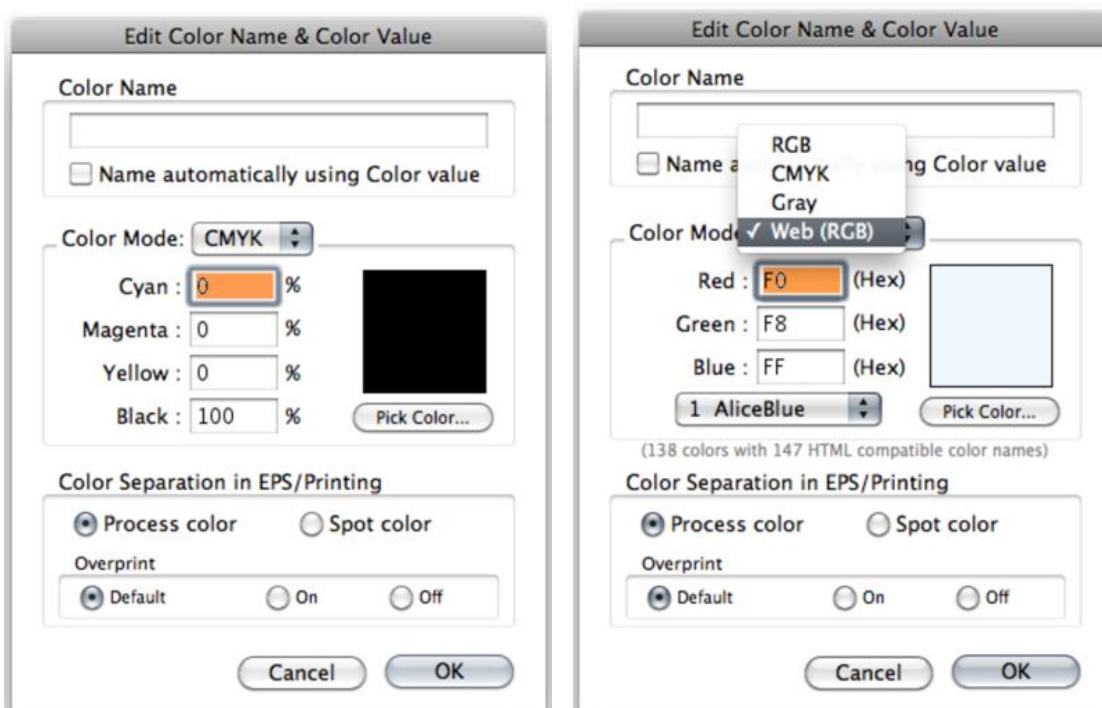 Edit Color Name & Color Value
Color Name
Name automatically using Color value
Color Mode: CMYK
Cyan : 0 %
Magenta : 0 %
Yellow : 0 %
Black : 100 %
Pick Color...
Color Separation in EPS/Printing
Process color Spot color
Overprint
Default On Off
Cancel OK
Edit Color Name & Color Value
Color Name
RGB
Name a ng Color value
CMYK
Gray
Color Mod ✓ Web (RGB)
Red : F0 (Hex)
Green : F8 (Hex)
Blue : FF (Hex)
1 AliceBlue
Pick Color...
(138 colors with 147 HTML compatible color names)
Color Separation in EPS/Printing
Process color Spot color
Overprint
Default On Off
Cancel OK